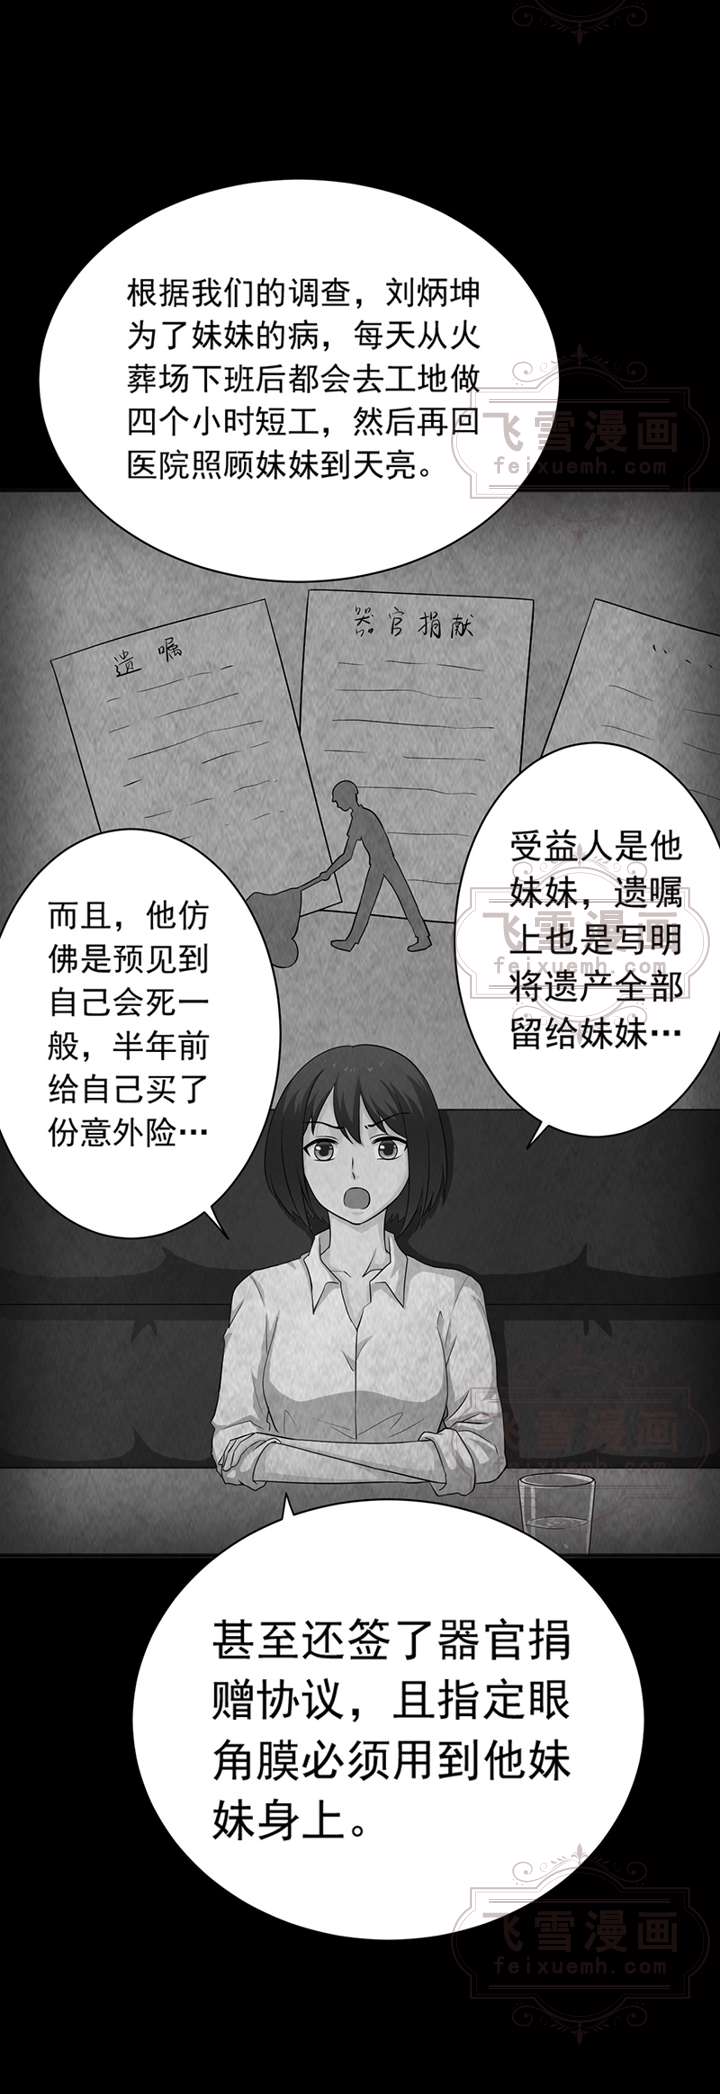 根据我们的调查，刘炳坤
为了妹妹的病，每天从火
葬场下班后都会去工地做
四个小时短工，然后再回
医院照顾妹妹到天亮。
飞雪漫画
feixuemh.com
遗嘱
器官捐献
受益人是他
妹妹，遗嘱
上也是写明
将遗产全部
留给妹妹…
飞雪漫画
feixuemh.com
而且，他仿
佛是预见到
自己会死一
般，半年前
给自己买了
份意外险…
飞雪漫画
feixuemh.com
甚至还签了器官捐
赠协议，且指定眼
角膜必须用到他妹
妹身上。
飞雪漫画
feixuemh.com